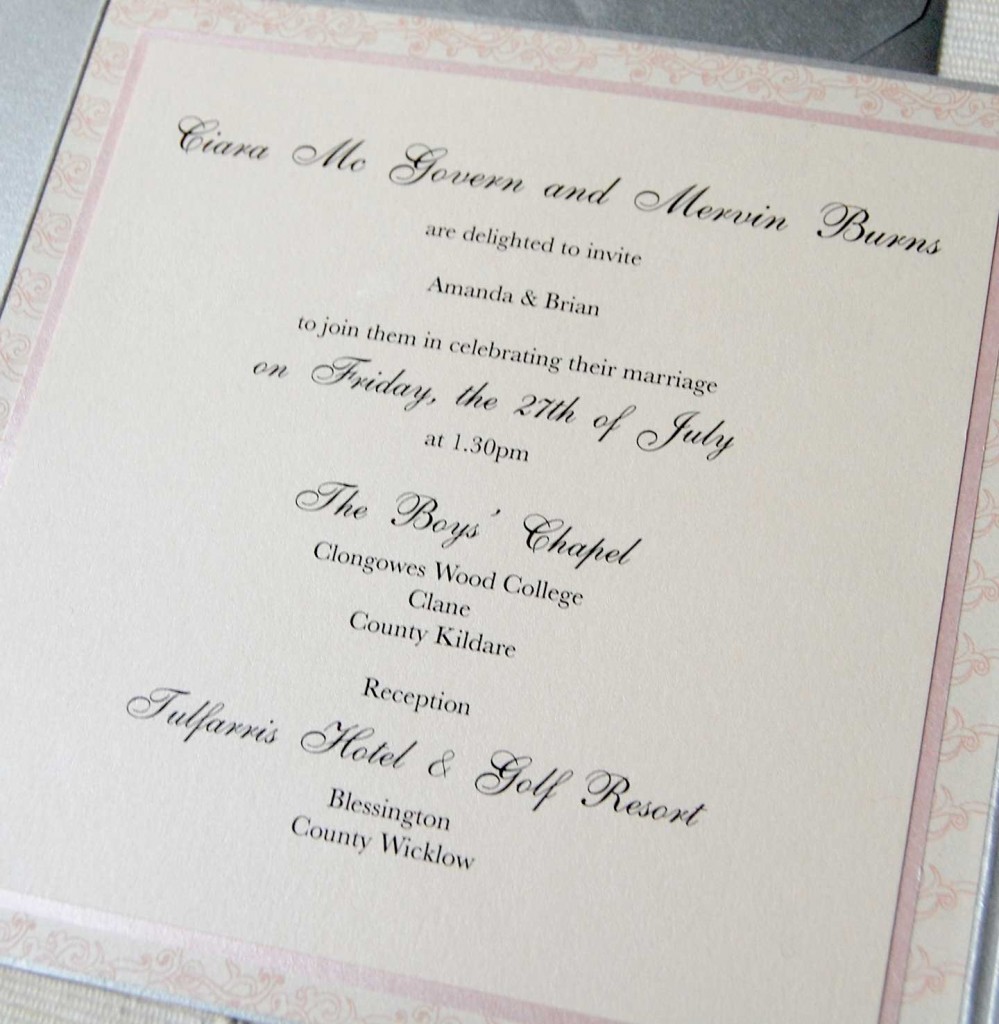 Ciara Mc Govern and Mervin Burns
are delighted to invite
Amanda & Brian
to join them in celebrating their marriage
on Friday, the 27th of July
at 1.30pm
The Boys' Chapel
Clongowes Wood College
Clane
County Kildare
Reception
Tulfarris Hotel & Golf Resort
Blessington
County Wicklow